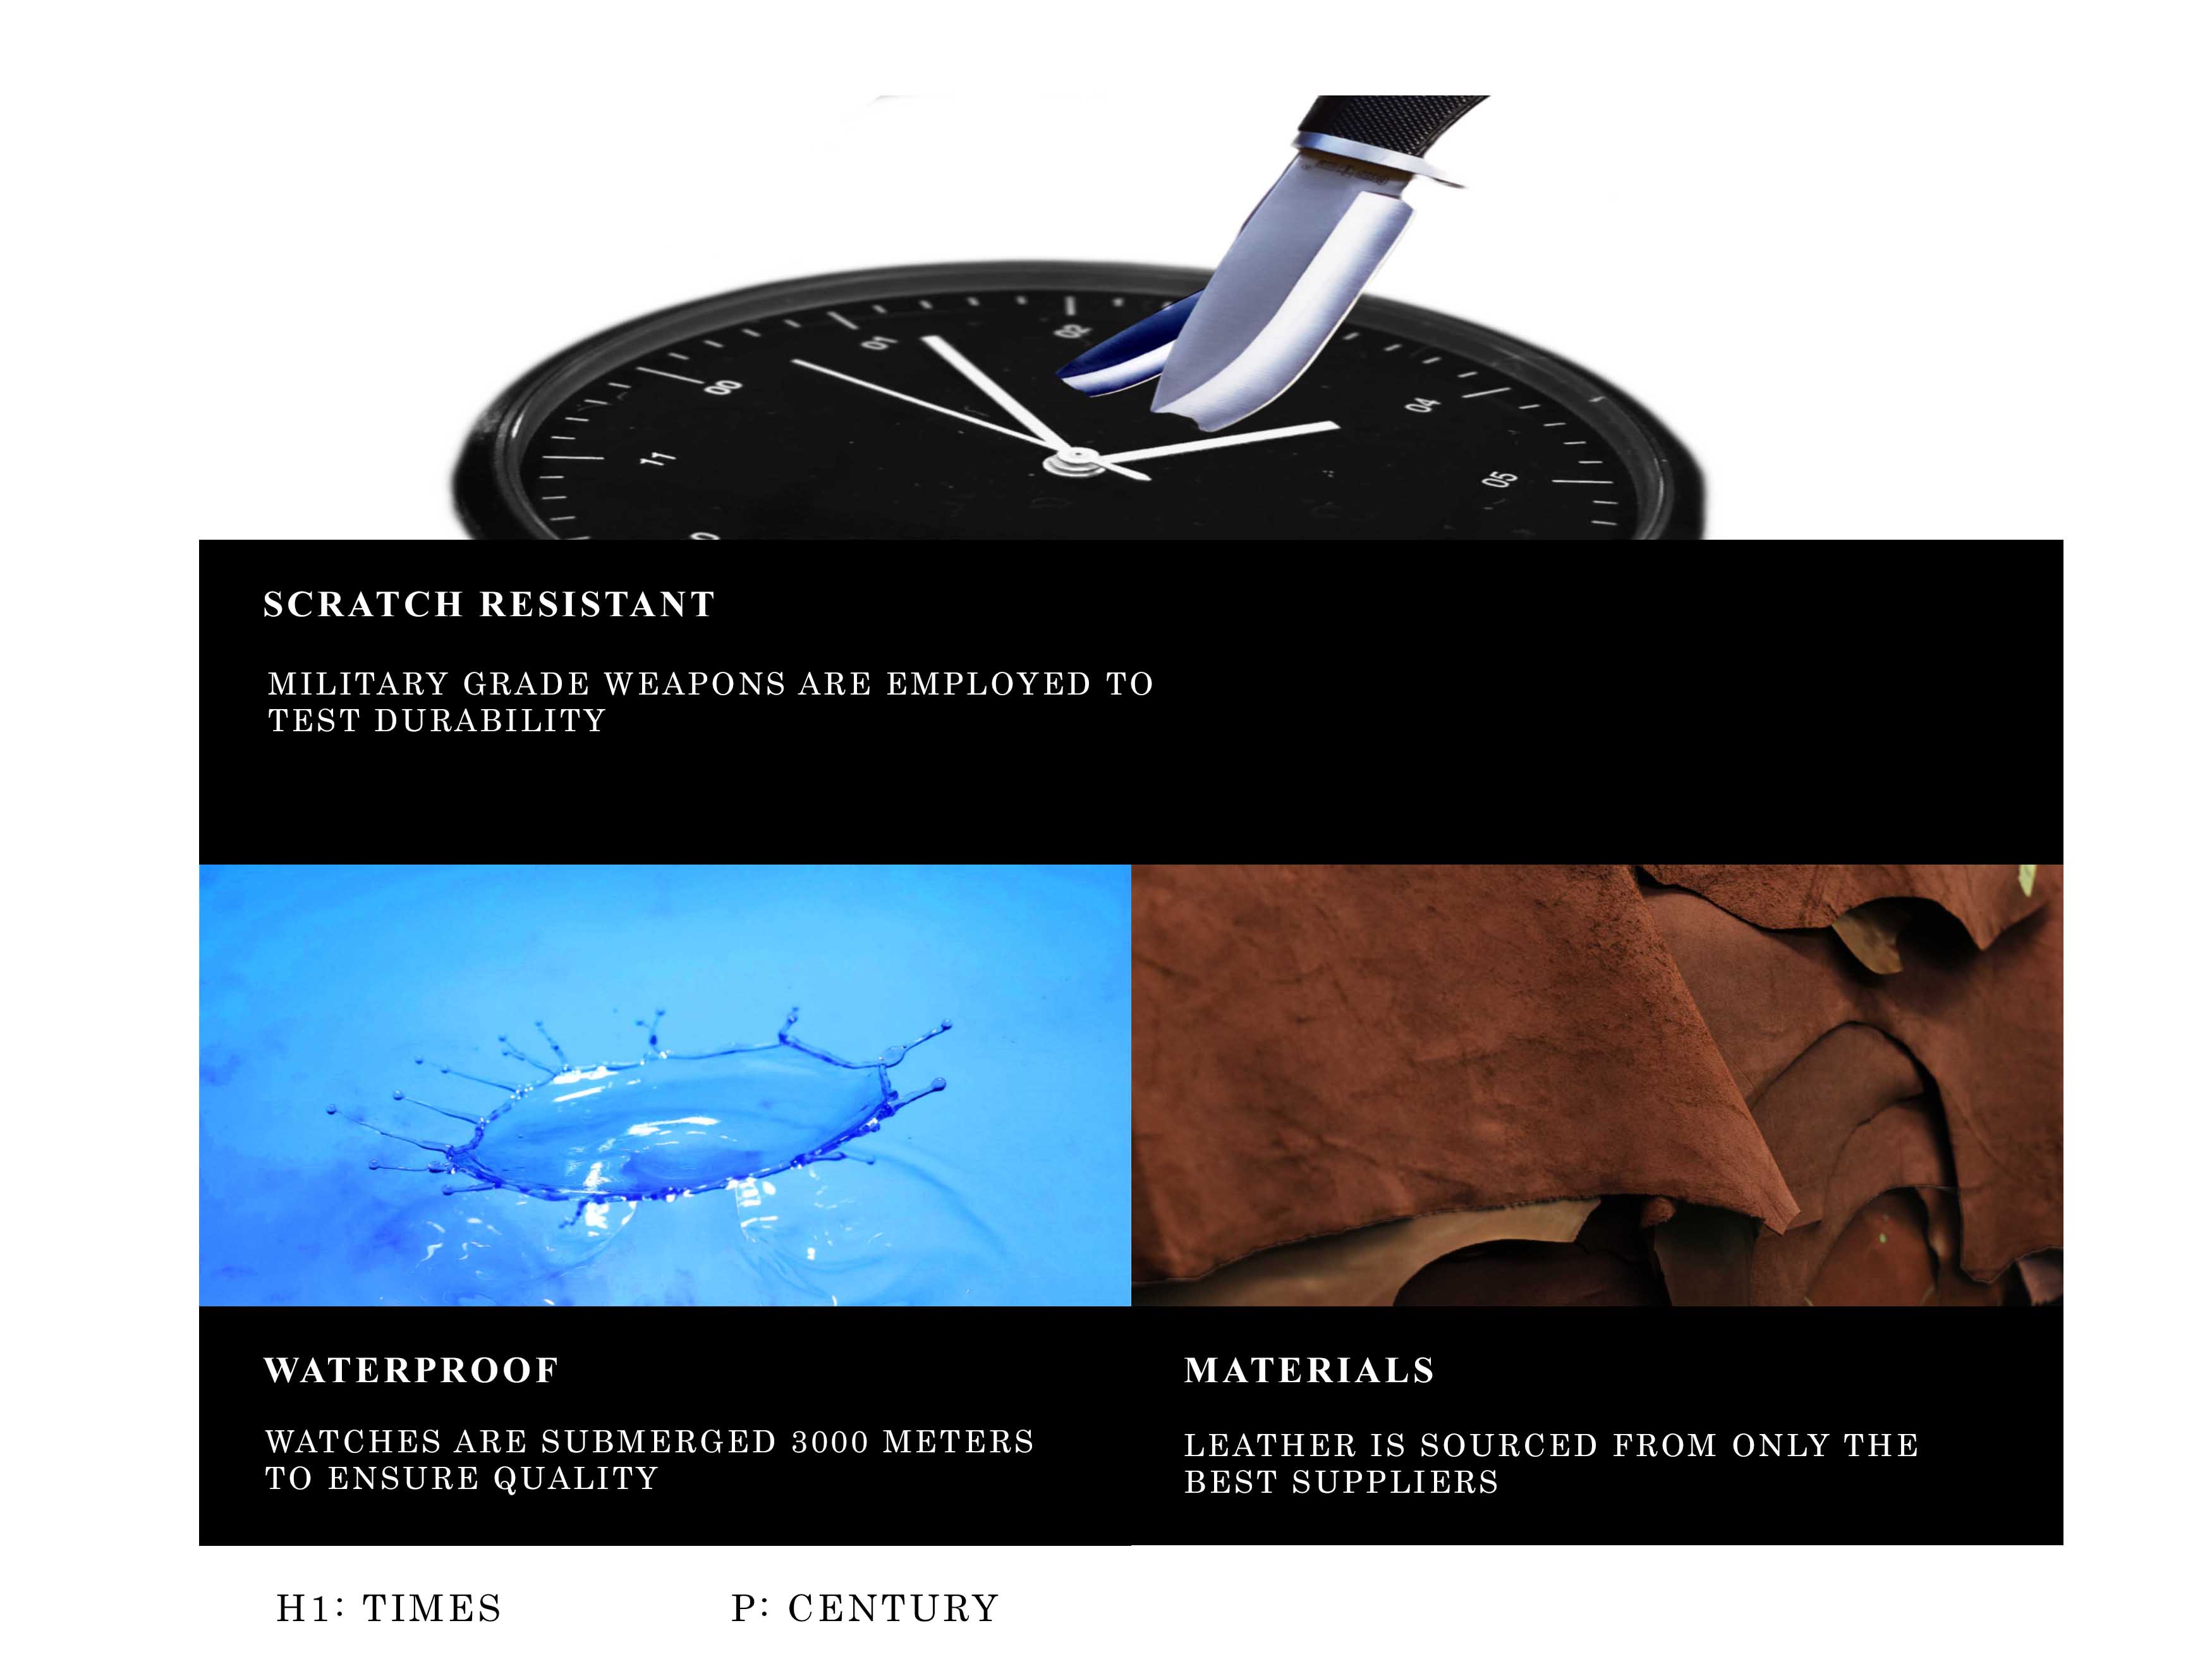 01
02
00
04
11
05
SCRATCH RESISTANT
MILITARY GRADE WEAPONS ARE EMPLOYED TO
TEST DURABILITY
WATERPROOF
WATCHES ARE SUBMERGED 3000 METERS
TO ENSURE QUALITY
MATERIALS
LEATHER IS SOURCED FROM ONLY THE
BEST SUPPLIERS
H1: TIMES
P: CENTURY